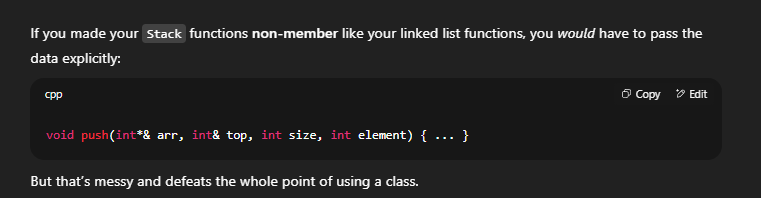 If you made your Stack functions non-member like your linked list functions, you would have to pass the
data explicitly:
cpp
Copy
Edit
void push(int*& arr, int& top, int size, int element) { ... }
But that’s messy and defeats the whole point of using a class.